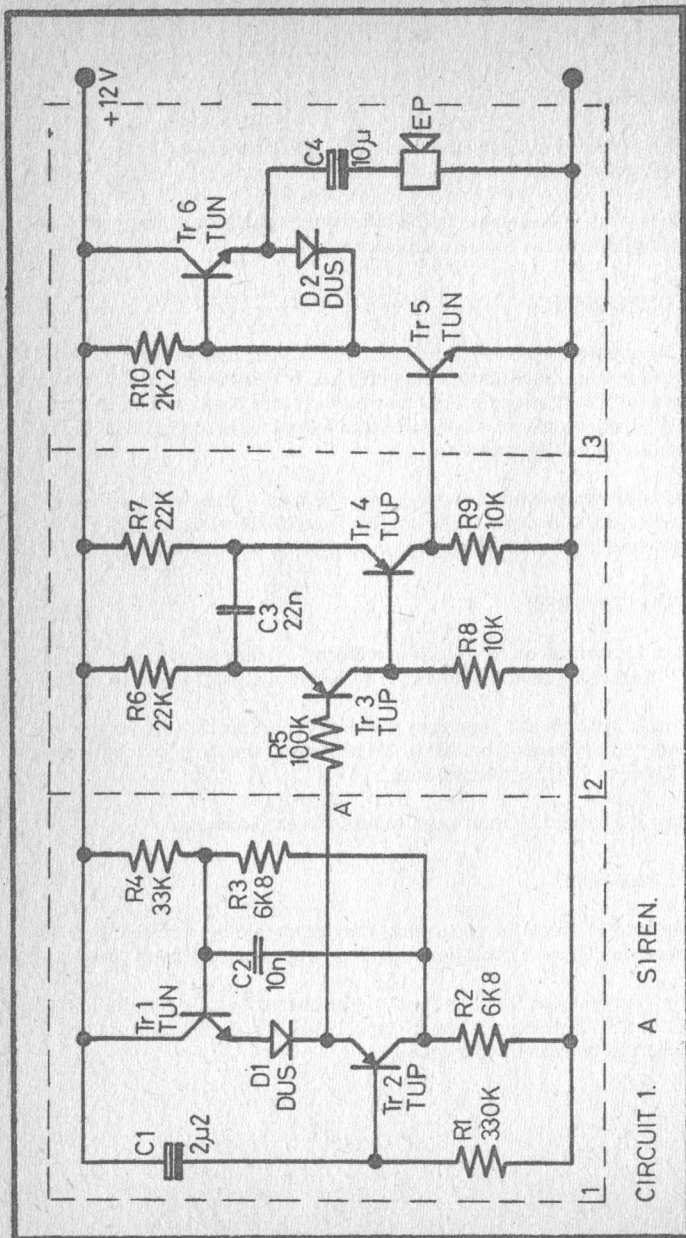 C1
2µ2
Tr 1
TUN
R4
33K
C2
10n
R3
6K8
D1
DUS
A
Tr 2
TUP
R1
330K
R2
6K8
1
R6
22K
R7
22K
C3
22n
R5
100K
Tr 3
TUP
Tr 4
TUP
R8
10K
R9
10K
2
R10
2K2
Tr 6
TUN
D2
DUS
C4
10µ
EP
Tr 5
TUN
3
+12V
CIRCUIT 1. A SIREN.